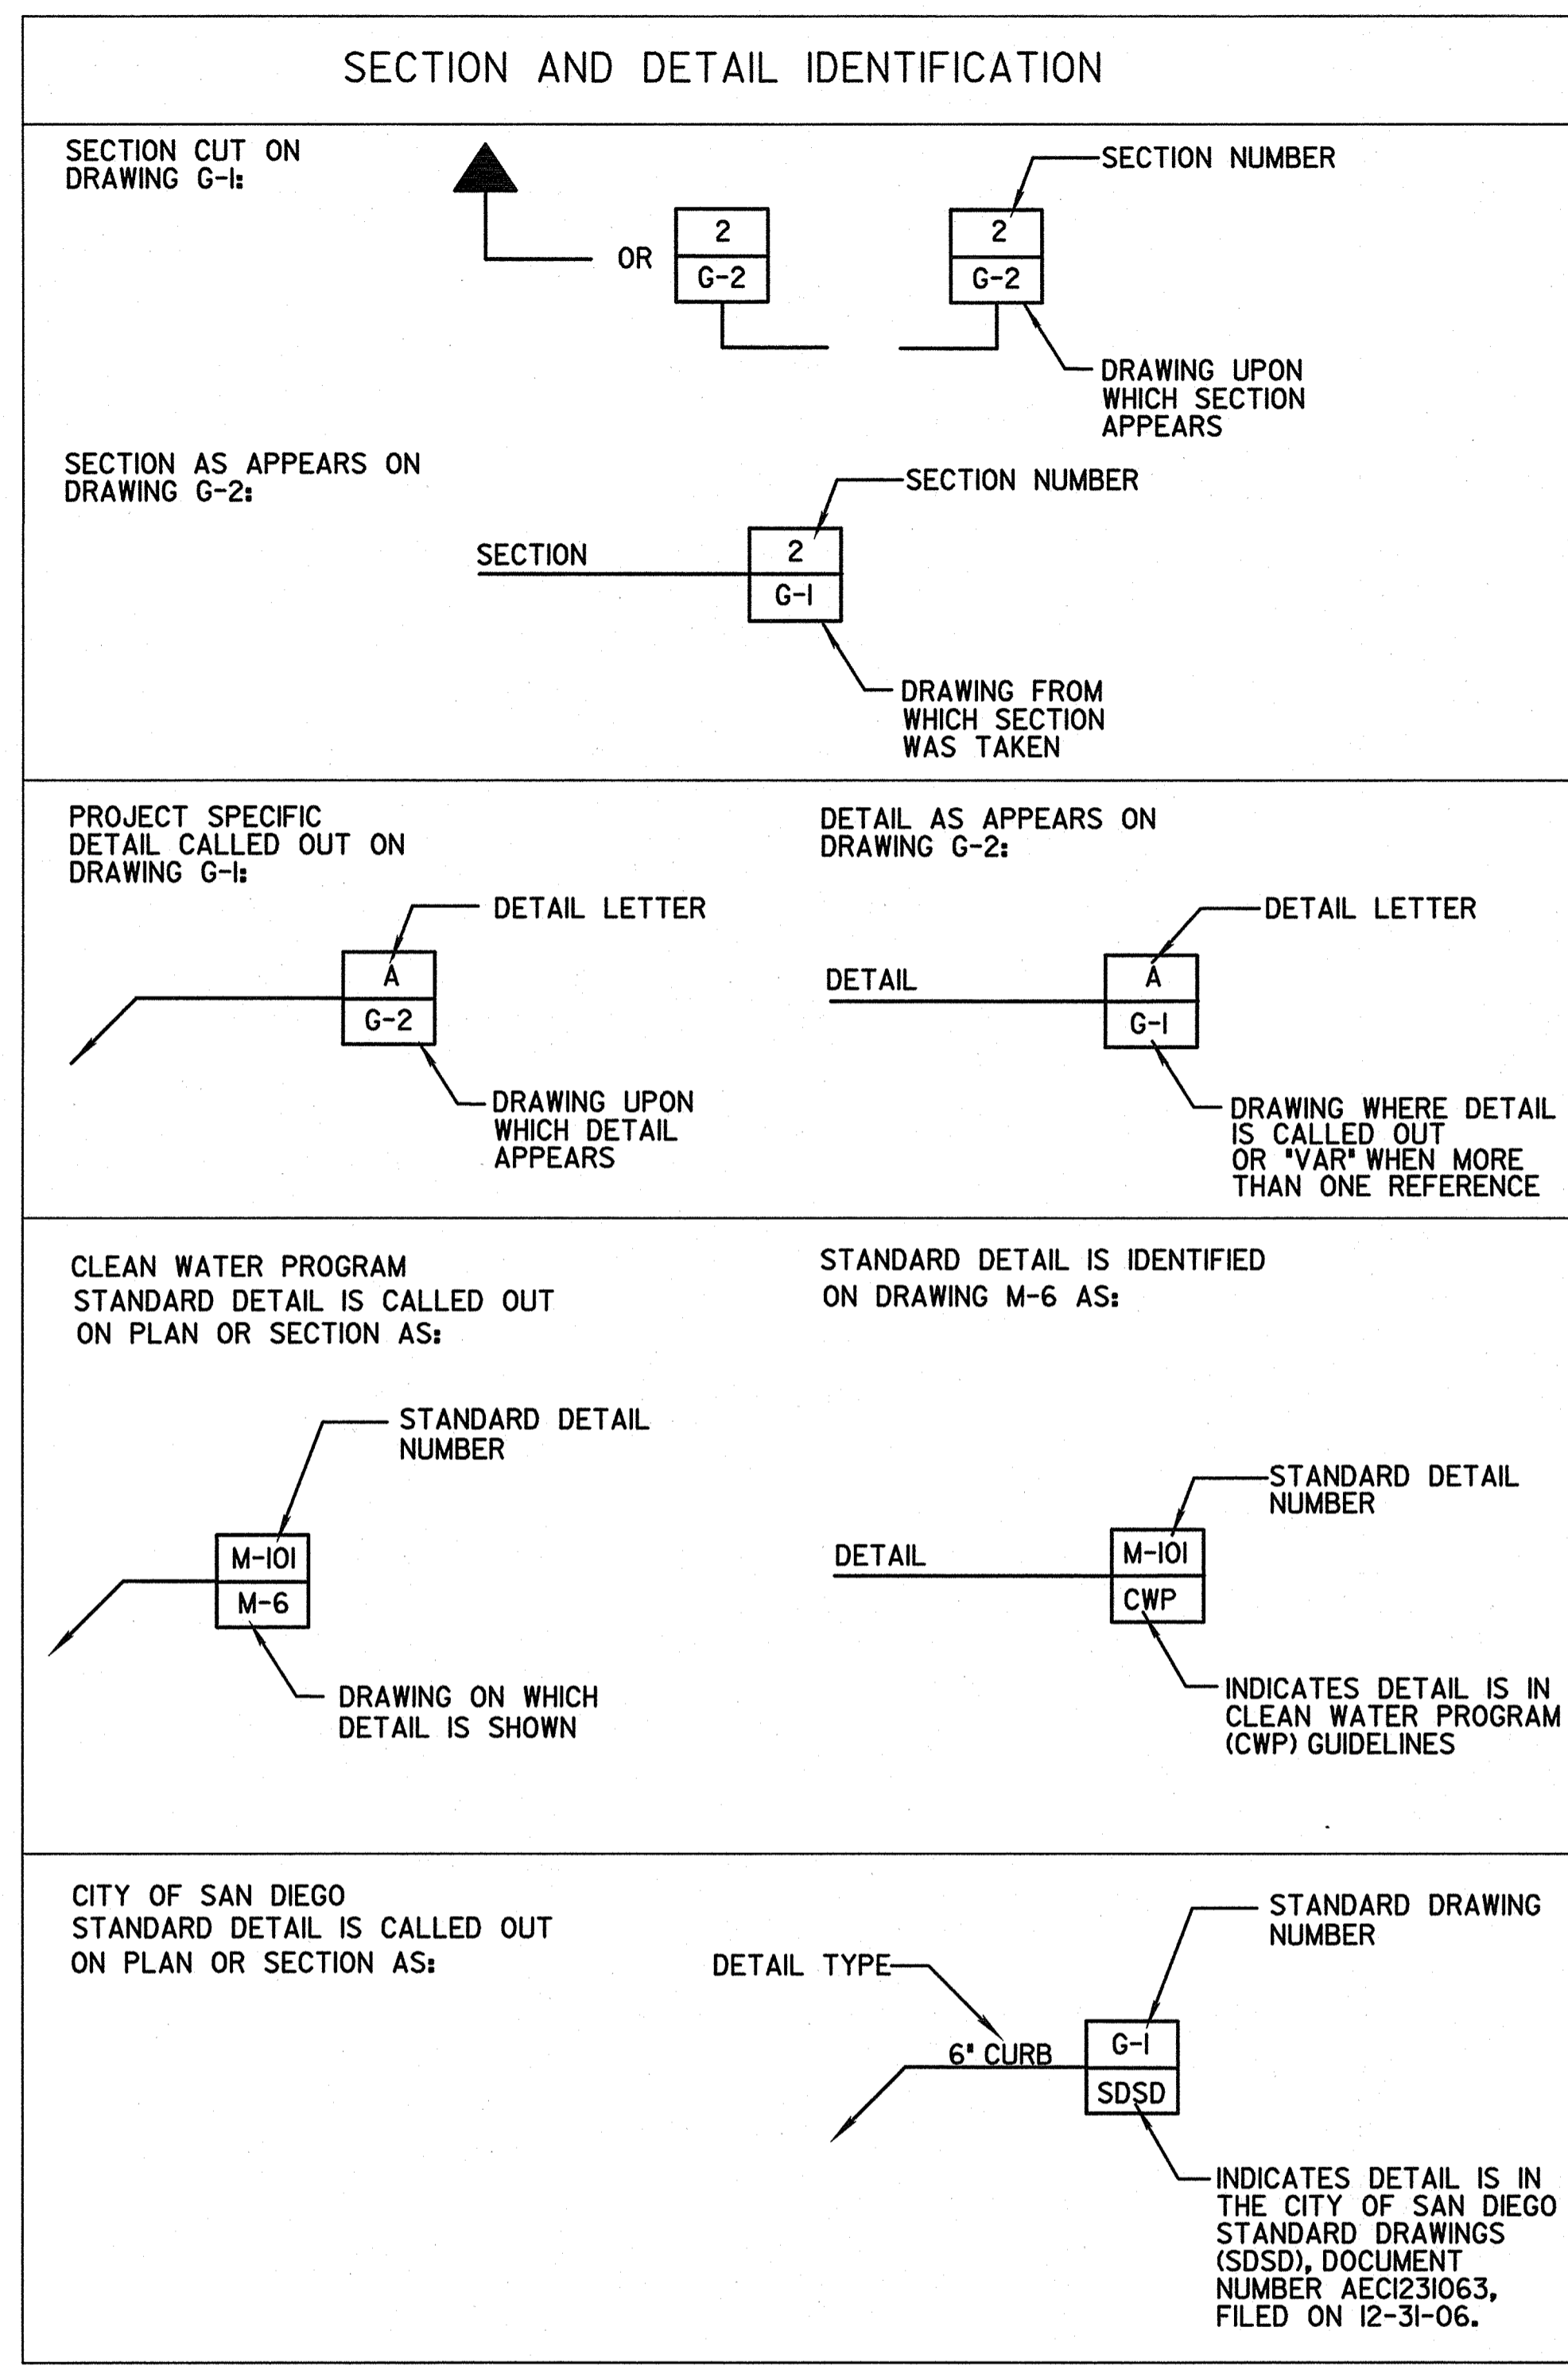 SECTION AND DETAIL IDENTIFICATION
SECTION CUT ON
DRAWING G-1:
OR
2
G-2
2
G-2
SECTION NUMBER
DRAWING UPON
WHICH SECTION
APPEARS
SECTION AS APPEARS ON
DRAWING G-2:
SECTION
2
G-1
SECTION NUMBER
DRAWING FROM
WHICH SECTION
WAS TAKEN
PROJECT SPECIFIC
DETAIL CALLED OUT ON
DRAWING G-1:
DETAIL LETTER
A
G-2
DRAWING UPON
WHICH DETAIL
APPEARS
DETAIL AS APPEARS ON
DRAWING G-2:
DETAIL LETTER
DETAIL
A
G-1
DRAWING WHERE DETAIL
IS CALLED OUT
OR "VAR" WHEN MORE
THAN ONE REFERENCE
CLEAN WATER PROGRAM
STANDARD DETAIL IS CALLED OUT
ON PLAN OR SECTION AS:
STANDARD DETAIL
NUMBER
M-101
M-6
DRAWING ON WHICH
DETAIL IS SHOWN
STANDARD DETAIL IS IDENTIFIED
ON DRAWING M-6 AS:
STANDARD DETAIL
NUMBER
DETAIL
M-101
CWP
INDICATES DETAIL IS IN
CLEAN WATER PROGRAM
(CWP) GUIDELINES
CITY OF SAN DIEGO
STANDARD DETAIL IS CALLED OUT
ON PLAN OR SECTION AS:
STANDARD DRAWING
NUMBER
DETAIL TYPE
6" CURB
G-1
SDSD
INDICATES DETAIL IS IN
THE CITY OF SAN DIEGO
STANDARD DRAWINGS
(SDSD), DOCUMENT
NUMBER AEC1231063,
FILED ON 12-31-06.